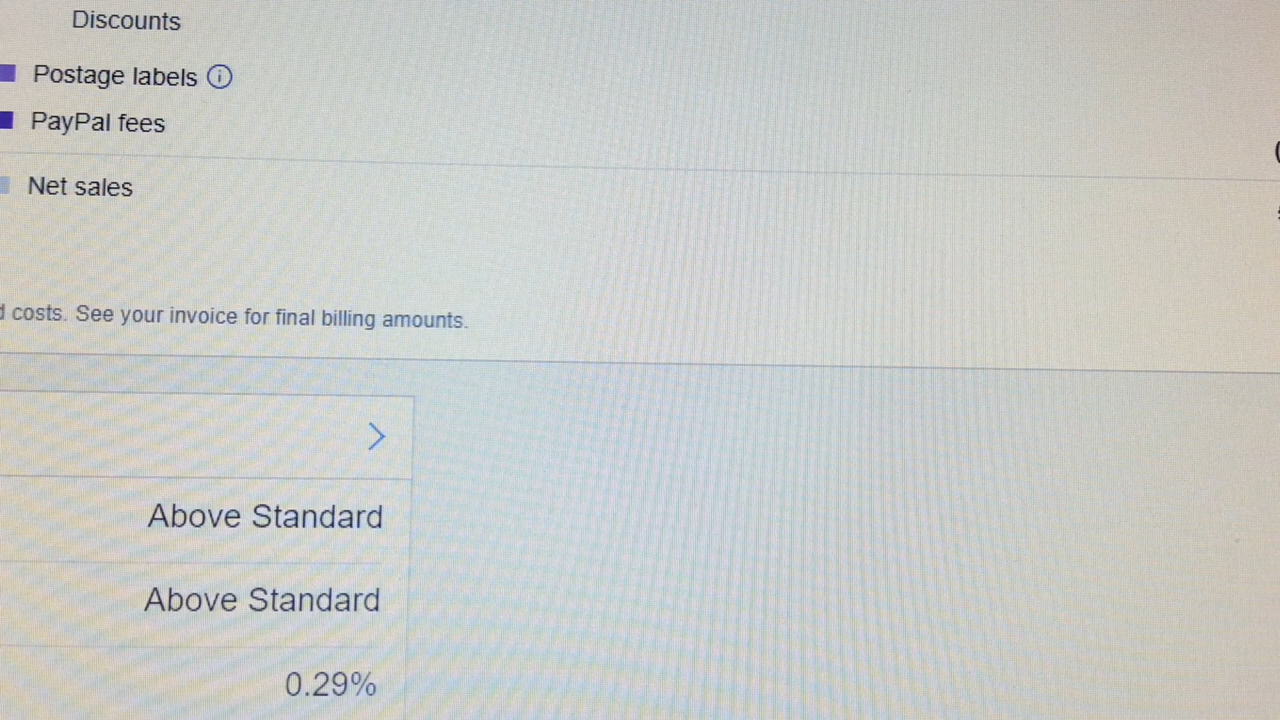 Discounts
Postage labels
PayPal fees
Net sales
costs. See your invoice for final billing amounts.
Above Standard
Above Standard
0.29%